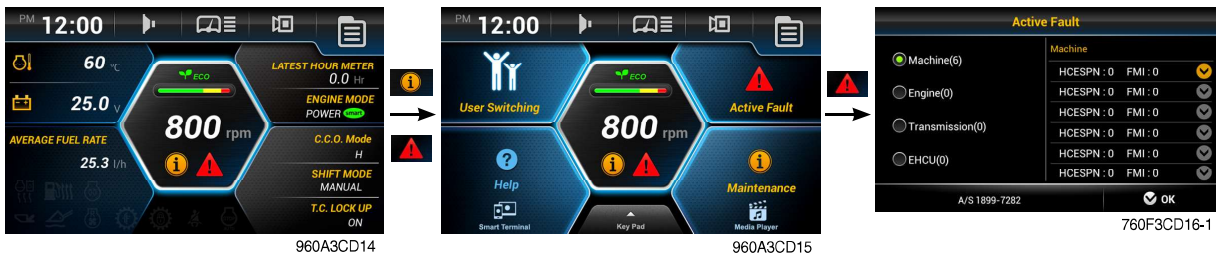 PM 12:00
60 ℃
25.0 V
AVERAGE FUEL RATE
25.3 l/h
ECO
800 rpm
LATEST HOUR METER
0.0 Hr
ENGINE MODE
POWER smart
C.C.O. Mode
H
SHIFT MODE
MANUAL
T.C. LOCK UP
ON
960A3CD14
PM 12:00
User Switching
Help
Smart Terminal
ECO
800 rpm
Key Pad
Active Fault
Maintenance
Media Player
960A3CD15
Active Fault
Machine(6)
Engine(0)
Transmission(0)
EHCU(0)
Machine
HCESPN : 0 FMI : 0
HCESPN : 0 FMI : 0
HCESPN : 0 FMI : 0
HCESPN : 0 FMI : 0
HCESPN : 0 FMI : 0
HCESPN : 0 FMI : 0
A/S 1899-7282
OK
760F3CD16-1